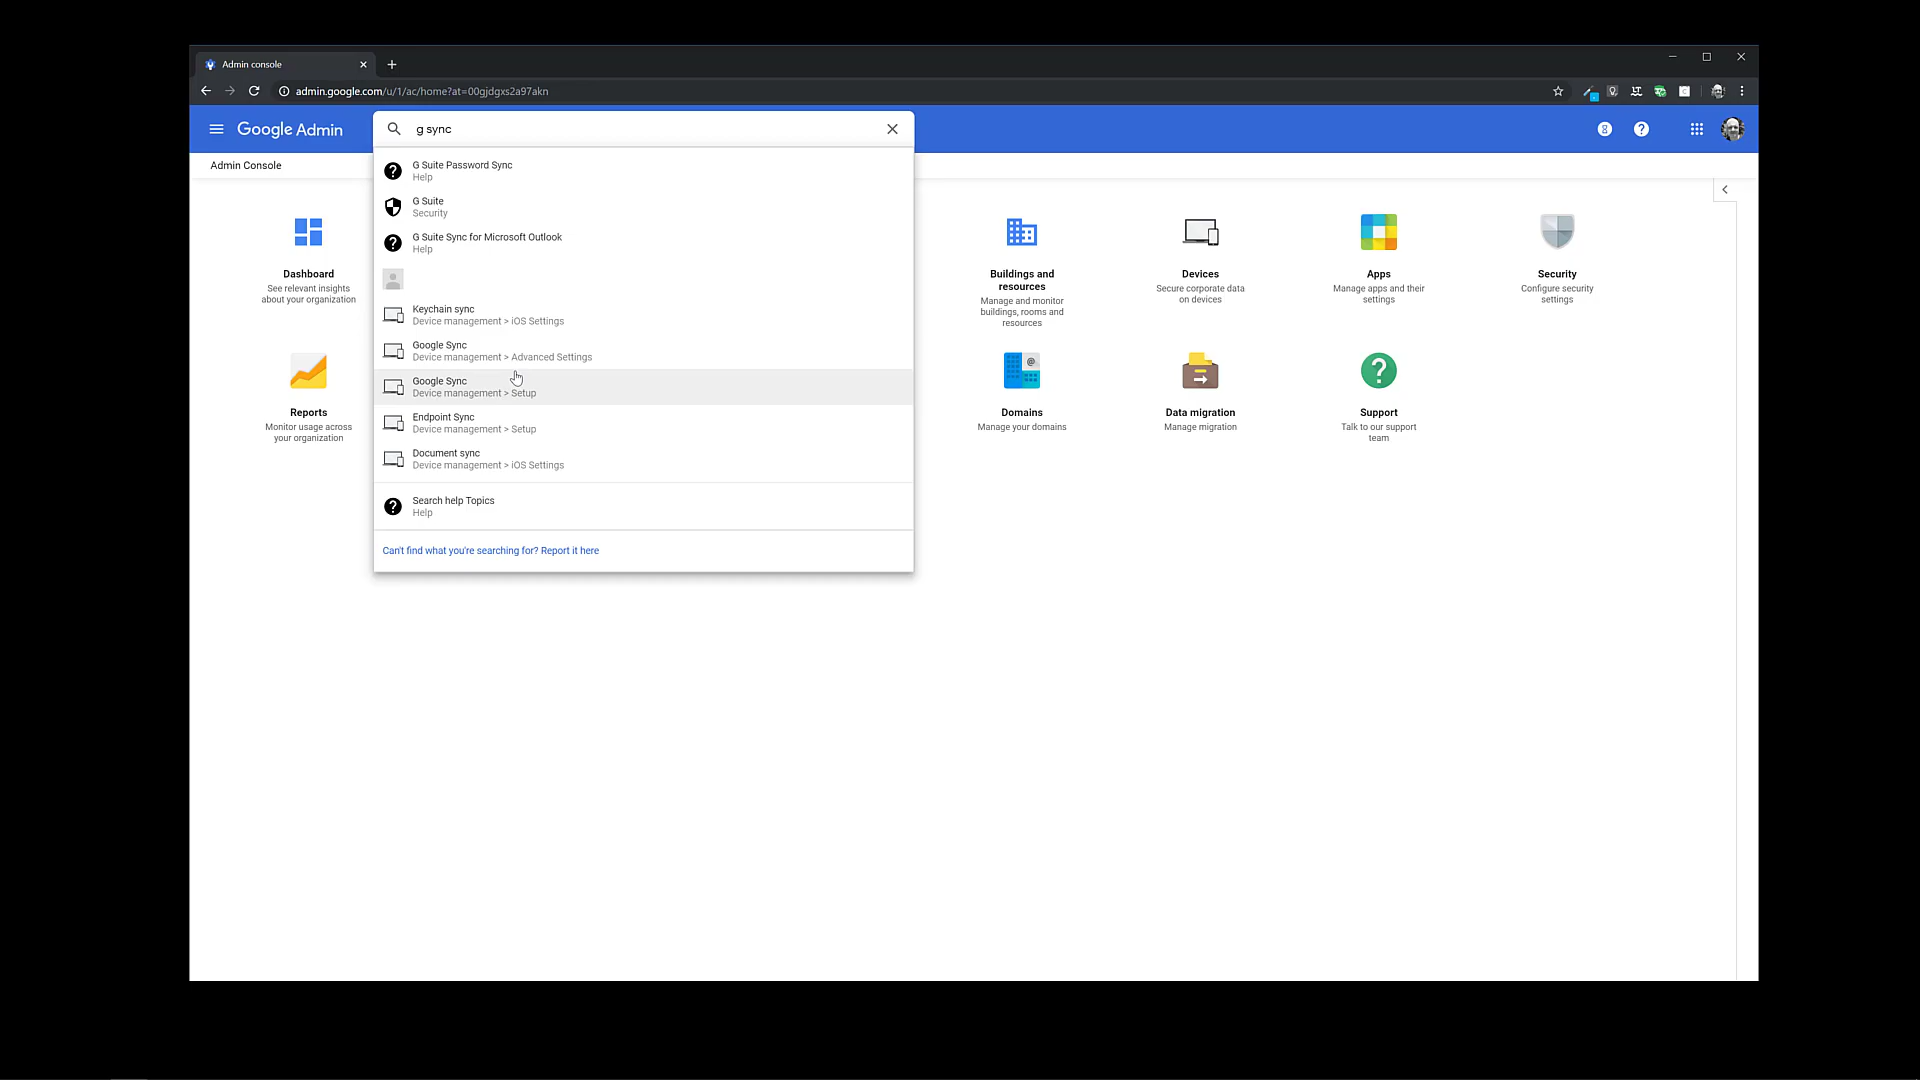 Admin console
admin.google.com/u/1/ac/home?at=00gjdgxs2a97akn
Google Admin
g sync
Admin Console
G Suite Password Sync
Help
G Suite
Security
G Suite Sync for Microsoft Outlook
Help
Keychain sync
Device management > iOS Settings
Google Sync
Device management > Advanced Settings
Google Sync
Device management > Setup
Endpoint Sync
Device management > Setup
Document sync
Device management > iOS Settings
Search help Topics
Help
Can't find what you're searching for? Report it here
Dashboard
See relevant insights
about your organization
Buildings and
resources
Manage and monitor
buildings, rooms and
resources
Devices
Secure corporate data
on devices
Apps
Manage apps and their
settings
Security
Configure security
settings
Reports
Monitor usage across
your organization
Domains
Manage your domains
Data migration
Manage migration
Support
Talk to our support
team